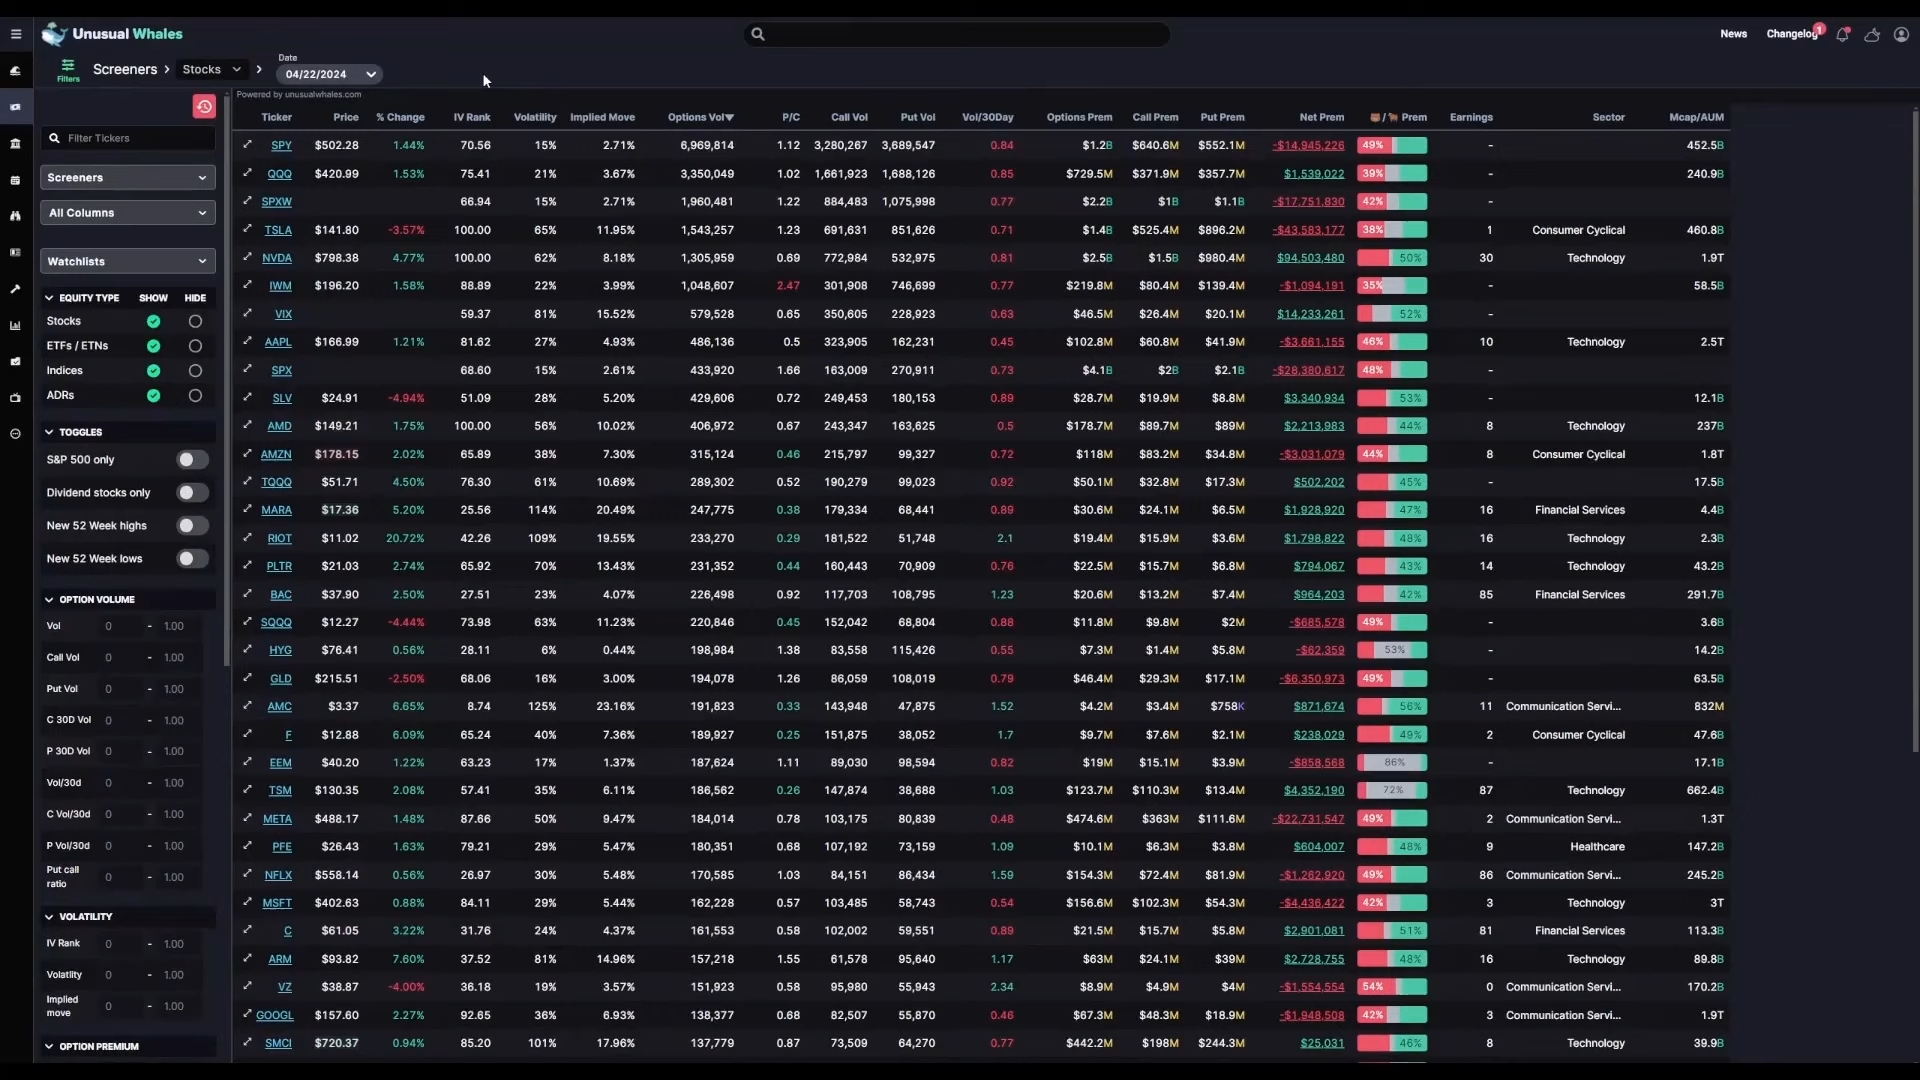 Unusual Whales
News Changelog 1
Filters Screeners > Stocks > Date 04/22/2024
Powered by unusualwhales.com
Filter Tickers
Screeners
All Columns
Watchlists
EQUITY TYPE SHOW HIDE
Stocks
ETFs / ETNs
Indices
ADRs
TOGGLES
S&P 500 only
Dividend stocks only
New 52 Week highs
New 52 Week lows
OPTION VOLUME
Vol 0 - 1.00
Call Vol 0 - 1.00
Put Vol 0 - 1.00
C 30D Vol 0 - 1.00
P 30D Vol 0 - 1.00
Vol/30d 0 - 1.00
C Vol/30d 0 - 1.00
P Vol/30d 0 - 1.00
Put call
ratio 0 - 1.00
VOLATILITY
IV Rank 0 - 1.00
Volatlity 0 - 1.00
Implied
move 0 - 1.00
OPTION PREMIUM
Ticker Price % Change IV Rank Volatility Implied Move Options Vol▼ P/C Call Vol Put Vol Vol/30Day Options Prem Call Prem Put Prem Net Prem 🐻/🐂 Prem Earnings Sector Mcap/AUM
SPY $502.28 1.44% 70.56 15% 2.71% 6,969,814 1.12 3,280,267 3,689,547 0.84 $1.2B $640.6M $552.1M -$14,945,226 49% - 452.5B
QQQ $420.99 1.53% 75.41 21% 3.67% 3,350,049 1.02 1,661,923 1,688,126 0.85 $729.5M $371.9M $357.7M $1,539,022 39% - 240.9B
SPXW 66.94 15% 2.71% 1,960,481 1.22 884,483 1,075,998 0.77 $2.2B $1B $1.1B -$17,751,830 42% -
TSLA $141.80 -3.57% 100.00 65% 11.95% 1,543,257 1.23 691,631 851,626 0.71 $1.4B $525.4M $896.2M -$43,583,177 38% 1 Consumer Cyclical 460.8B
NVDA $798.38 4.77% 100.00 62% 8.18% 1,305,959 0.69 772,984 532,975 0.81 $2.5B $1.5B $980.4M $94,503,480 50% 30 Technology 1.9T
IWM $196.20 1.58% 88.89 22% 3.99% 1,048,607 2.47 301,908 746,699 0.77 $219.8M $80.4M $139.4M -$1,094,191 35% - 58.5B
VIX 59.37 81% 15.52% 579,528 0.65 350,605 228,923 0.63 $46.5M $26.4M $20.1M $14,233,261 52% -
AAPL $166.99 1.21% 81.62 27% 4.93% 486,136 0.5 323,905 162,231 0.45 $102.8M $60.8M $41.9M -$3,661,155 46% 10 Technology 2.5T
SPX 68.60 15% 2.61% 433,920 1.66 163,009 270,911 0.73 $4.1B $2B $2.1B -$28,380,617 48% -
SLV $24.91 -4.94% 51.09 28% 5.20% 429,606 0.72 249,453 180,153 0.89 $28.7M $19.9M $8.8M $3,340,934 53% - 12.1B
AMD $149.21 1.75% 100.00 56% 10.02% 406,972 0.67 243,347 163,625 0.5 $178.7M $89.7M $89M $2,213,983 44% 8 Technology 237B
AMZN $178.15 2.02% 65.89 38% 7.30% 315,124 0.46 215,797 99,327 0.72 $118M $83.2M $34.8M -$3,031,079 44% 8 Consumer Cyclical 1.8T
TQQQ $51.71 4.50% 76.30 61% 10.69% 289,302 0.52 190,279 99,023 0.92 $50.1M $32.8M $17.3M $502,202 45% - 17.5B
MARA $17.36 5.20% 25.56 114% 20.49% 247,775 0.38 179,334 68,441 0.89 $30.6M $24.1M $6.5M $1,928,920 47% 16 Financial Services 4.4B
RIOT $11.02 20.72% 42.26 109% 19.55% 233,270 0.29 181,522 51,748 2.1 $19.4M $15.9M $3.6M $1,798,822 48% 16 Technology 2.3B
PLTR $21.03 2.74% 65.92 70% 13.43% 231,352 0.44 160,443 70,909 0.76 $22.5M $15.7M $6.8M $794,067 43% 14 Technology 43.2B
BAC $37.90 2.50% 27.51 23% 4.07% 226,498 0.92 117,703 108,795 1.23 $20.6M $13.2M $7.4M $964,203 42% 85 Financial Services 291.7B
SQQQ $12.27 -4.44% 73.98 63% 11.23% 220,846 0.45 152,042 68,804 0.88 $11.8M $9.8M $2M -$685,578 49% - 3.6B
HYG $76.41 0.56% 28.11 6% 0.44% 198,984 1.38 83,558 115,426 0.55 $7.3M $1.4M $5.8M -$62,359 53% - 14.2B
GLD $215.51 -2.50% 68.06 16% 3.00% 194,078 1.26 86,059 108,019 0.79 $46.4M $29.3M $17.1M -$6,350,973 49% - 63.5B
AMC $3.37 6.65% 8.74 125% 23.16% 191,823 0.33 143,948 47,875 1.52 $4.2M $3.4M $758K $871,674 56% 11 Communication Servi... 832M
F $12.88 6.09% 65.24 40% 7.36% 189,927 0.25 151,875 38,052 1.7 $9.7M $7.6M $2.1M $238,029 49% 2 Consumer Cyclical 47.6B
EEM $40.20 1.22% 63.23 17% 1.37% 187,624 1.11 89,030 98,594 0.82 $19M $15.1M $3.9M -$858,568 86% - 17.1B
TSM $130.35 2.08% 57.41 35% 6.11% 186,562 0.26 147,874 38,688 1.03 $123.7M $110.3M $13.4M $4,352,190 72% 87 Technology 662.4B
META $488.17 1.48% 87.66 50% 9.47% 184,014 0.78 103,175 80,839 0.48 $474.6M $363M $111.6M -$22,731,547 49% 2 Communication Servi... 1.3T
PFE $26.43 1.63% 79.21 29% 5.47% 180,351 0.68 107,192 73,159 1.09 $10.1M $6.3M $3.8M $604,007 48% 9 Healthcare 147.2B
NFLX $558.14 0.56% 26.97 30% 5.48% 170,585 1.03 84,151 86,434 1.59 $154.3M $72.4M $81.9M -$1,262,920 49% 86 Communication Servi... 245.2B
MSFT $402.63 0.88% 84.11 29% 5.44% 162,228 0.57 103,485 58,743 0.54 $156.6M $102.3M $54.3M -$4,436,422 42% 3 Technology 3T
C $61.05 3.22% 31.76 24% 4.37% 161,553 0.58 102,002 59,551 0.89 $21.5M $15.7M $5.8M $2,901,081 51% 81 Financial Services 113.3B
ARM $93.82 7.60% 37.52 81% 14.96% 157,218 1.55 61,578 95,640 1.17 $63M $24.1M $39M $2,728,755 48% 16 Technology 89.8B
VZ $38.87 -4.00% 36.18 19% 3.57% 151,923 0.58 95,980 55,943 2.34 $8.9M $4.9M $4M -$1,554,554 54% 0 Communication Servi... 170.2B
GOOGL $157.60 2.27% 92.65 36% 6.93% 138,377 0.68 82,507 55,870 0.46 $67.3M $48.3M $18.9M -$1,948,508 42% 3 Communication Servi... 1.9T
SMCI $720.37 0.94% 85.20 101% 17.96% 137,779 0.87 73,509 64,270 0.77 $442.2M $198M $244.3M $25,031 46% 8 Technology 39.9B